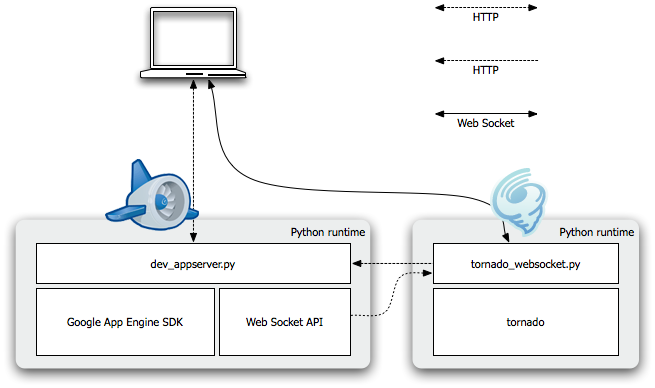 HTTP
HTTP
Web Socket
Python runtime
Python runtime
dev_appserver.py
tornado_websocket.py
Google App Engine SDK
Web Socket API
tornado